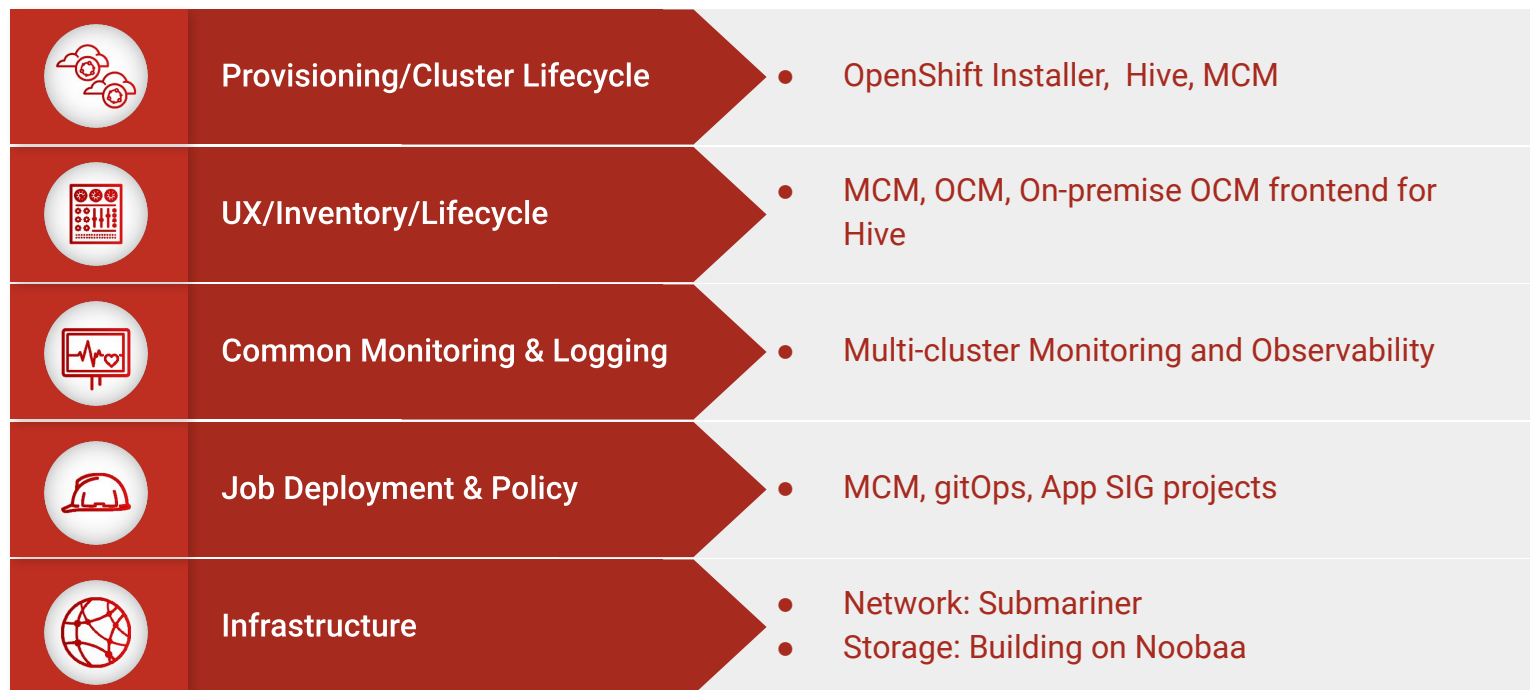 Provisioning/Cluster Lifecycle
• OpenShift Installer,  Hive, MCM
UX/Inventory/Lifecycle
• MCM, OCM, On-premise OCM frontend for
Hive
Common Monitoring & Logging
• Multi-cluster Monitoring and Observability
Job Deployment & Policy
• MCM, gitOps, App SIG projects
Infrastructure
• Network: Submariner
• Storage: Building on Noobaa